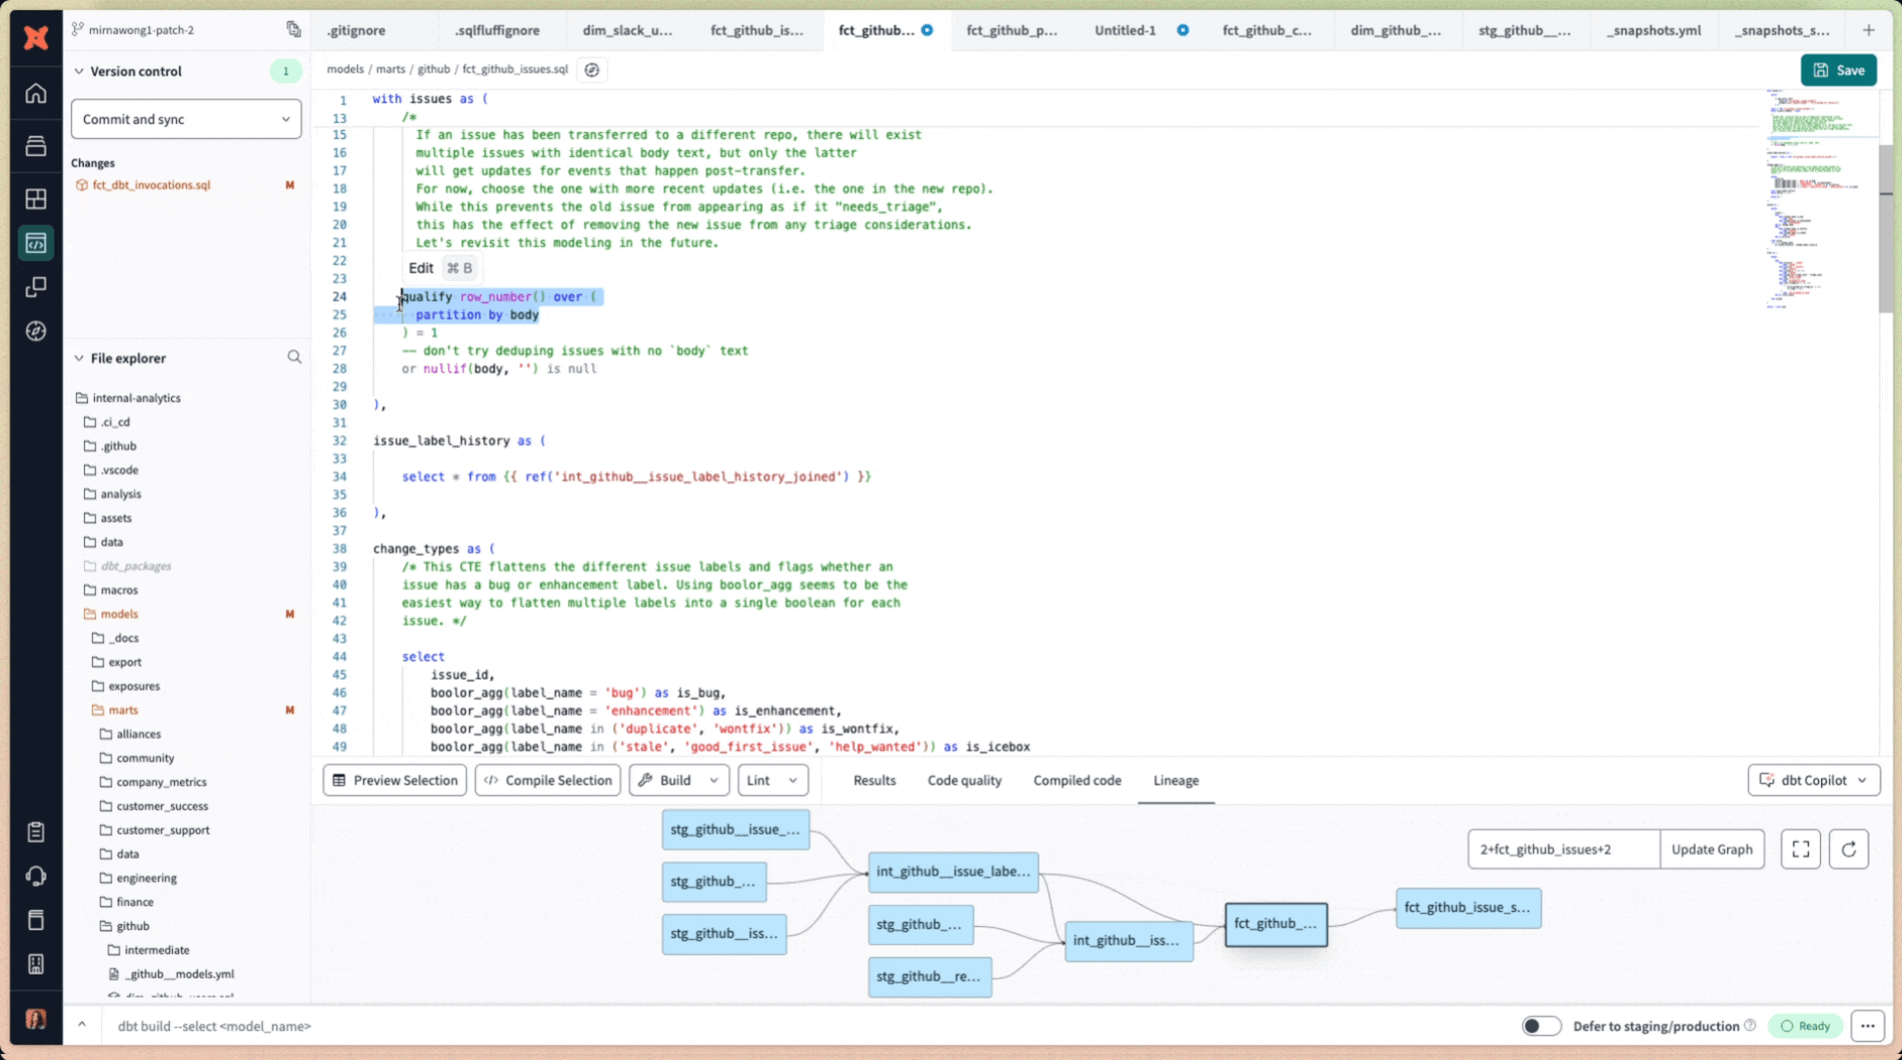 mirnawong1-patch-2
.gitignore
.sqlfluffignore
dim_slack_u...
fct_github_is...
fct_github...
fct_github_p...
Untitled-1
fct_github_c...
dim_github_...
stg_github__...
_snapshots.yml
_snapshots_s...
Version control
1
models / marts / github / fct_github_issues.sql
Save
Commit and sync
Changes
fct_dbt_invocations.sql M
File explorer
internal-analytics
.ci_cd
.github
.vscode
analysis
assets
data
dbt_packages
macros
models M
_docs
export
exposures
marts M
alliances
community
company_metrics
customer_success
customer_support
data
engineering
finance
github
intermediate
_github__models.yml
1 with issues as (
13 /*
15 If an issue has been transferred to a different repo, there will exist
16 multiple issues with identical body text, but only the latter
17 will get updates for events that happen post-transfer.
18 For now, choose the one with more recent updates (i.e. the one in the new repo).
19 While this prevents the old issue from appearing as if it "needs_triage",
20 this has the effect of removing the new issue from any triage considerations.
21 Let's revisit this modeling in the future.
22
Edit ⌘ B
23
24 qualify row_number() over (
25 partition by body
26 ) = 1
27 -- don't try deduping issues with no `body` text
28 or nullif(body, '') is null
29
30 ),
31
32 issue_label_history as (
33
34 select * from {{ ref('int_github__issue_label_history_joined') }}
35
36 ),
37
38 change_types as (
39 /* This CTE flattens the different issue labels and flags whether an
40 issue has a bug or enhancement label. Using boolor_agg seems to be the
41 easiest way to flatten multiple labels into a single boolean for each
42 issue. */
43
44 select
45 issue_id,
46 boolor_agg(label_name = 'bug') as is_bug,
47 boolor_agg(label_name = 'enhancement') as is_enhancement,
48 boolor_agg(label_name in ('duplicate', 'wontfix')) as is_wontfix,
49 boolor_agg(label_name in ('stale', 'good_first_issue', 'help_wanted')) as is_icebox
Preview Selection
Compile Selection
Build
Lint
Results
Code quality
Compiled code
Lineage
dbt Copilot
stg_github__issue_...
stg_github_...
stg_github__iss...
int_github__issue_labe...
stg_github_...
stg_github__re...
int_github__iss...
fct_github_...
fct_github_issue_s...
2+fct_github_issues+2
Update Graph
dbt build --select <model_name>
Defer to staging/production
Ready